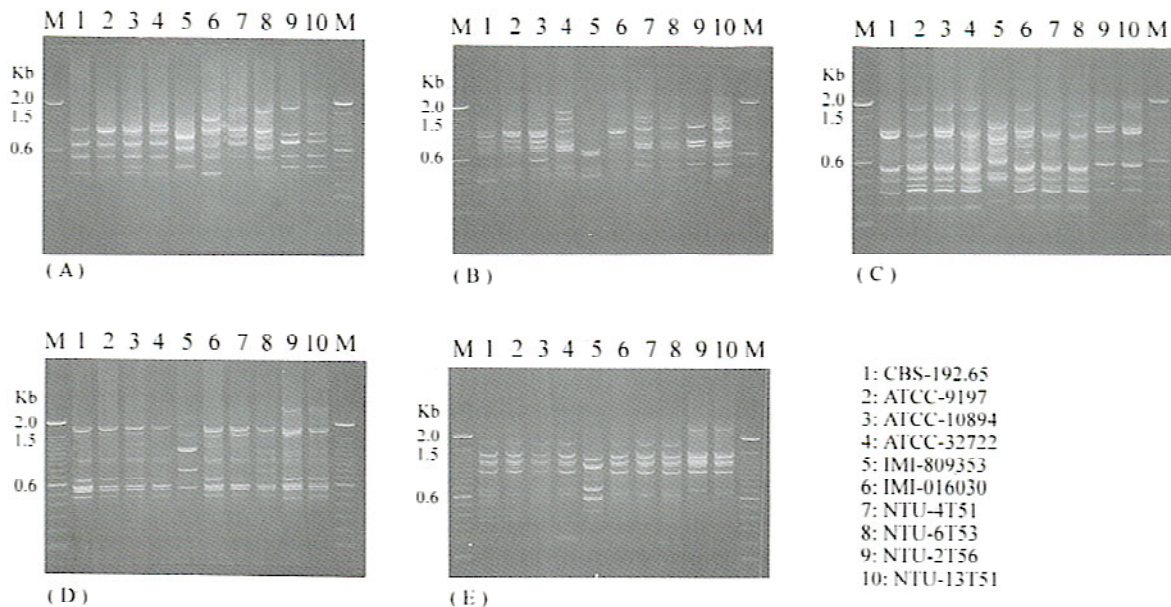 M 1 2 3 4 5 6 7 8 9 10 M
Kb
2.0
1.5
0.6
( A )
M 1 2 3 4 5 6 7 8 9 10 M
Kb
2.0
1.5
0.6
( B )
M 1 2 3 4 5 6 7 8 9 10 M
Kb
2.0
1.5
0.6
( C )
M 1 2 3 4 5 6 7 8 9 10 M
Kb
2.0
1.5
0.6
( D )
M 1 2 3 4 5 6 7 8 9 10 M
Kb
2.0
1.5
0.6
( E )
1: CBS-192.65
2: ATCC-9197
3: ATCC-10894
4: ATCC-32722
5: IMI-809353
6: IMI-016030
7: NTU-4T51
8: NTU-6T53
9: NTU-2T56
10: NTU-13T51